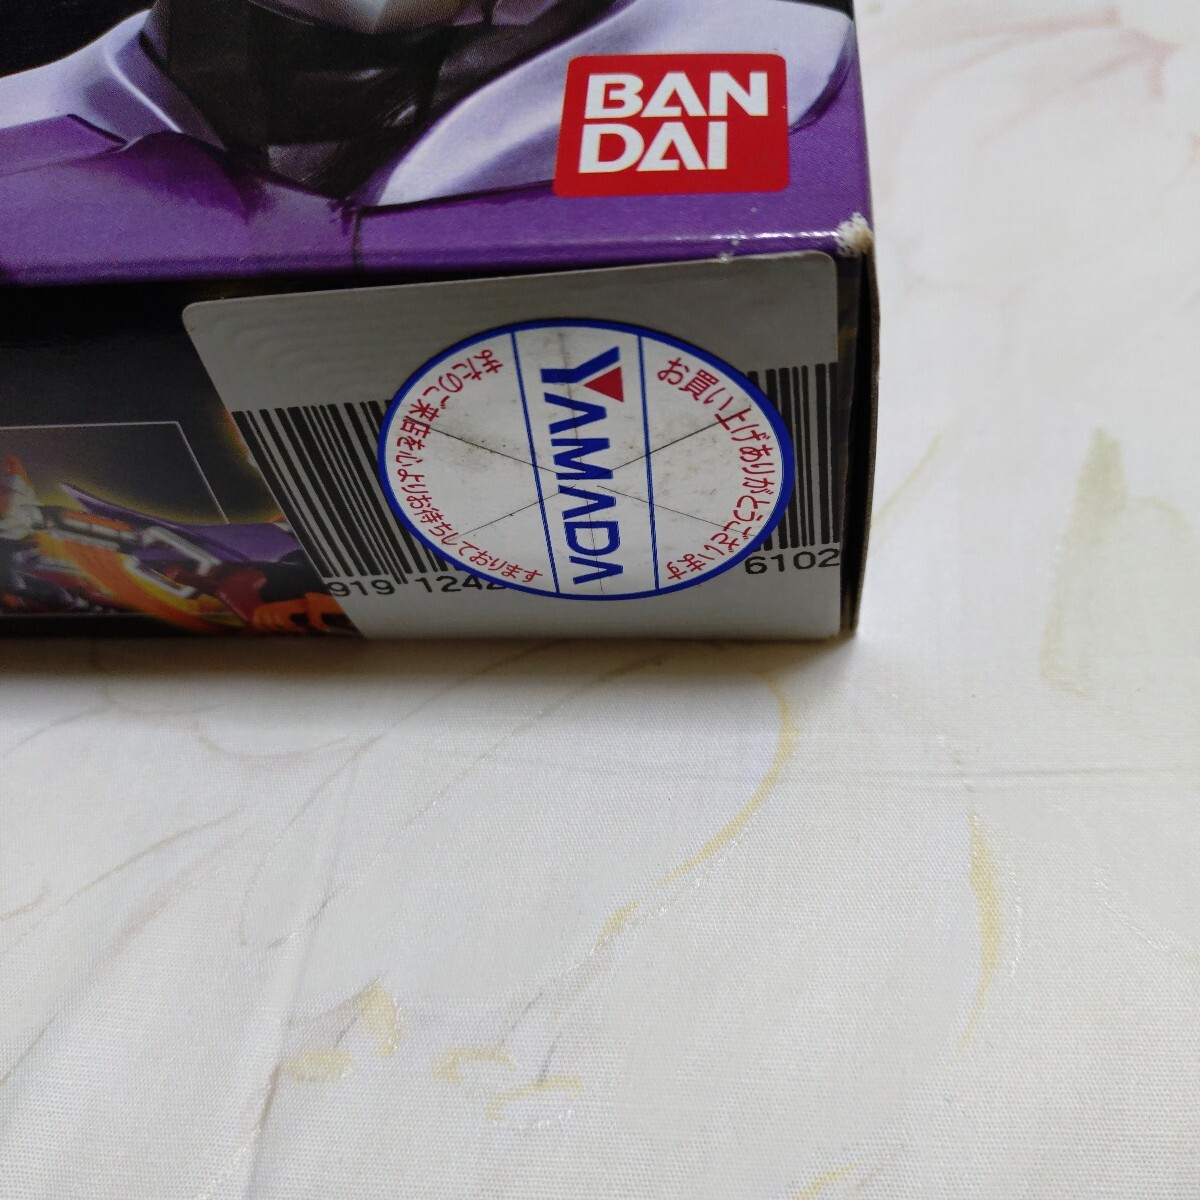 BAN
DAI
お買い上げありがとうございます
YAMADA
またのご来店を心よりお待ちしております
6102